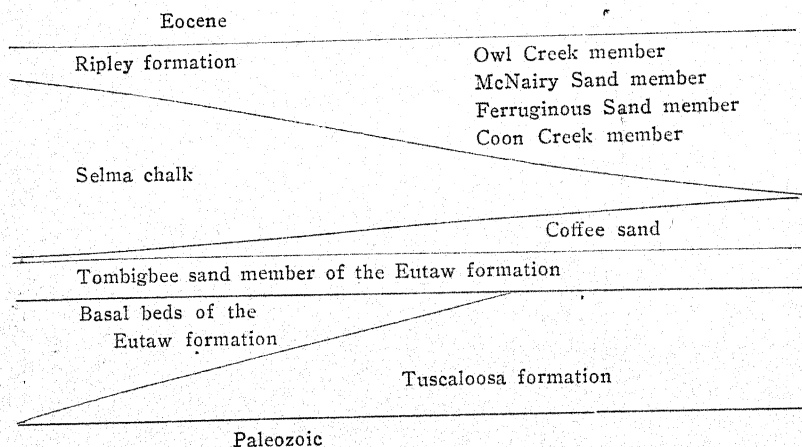 Eocene
Ripley formation
Owl Creek member
McNairy Sand member
Ferruginous Sand member
Coon Creek member
Selma chalk
Coffee sand
Tombigbee sand member of the Eutaw formation
Basal beds of the
Eutaw formation
Tuscaloosa formation
Paleozoic